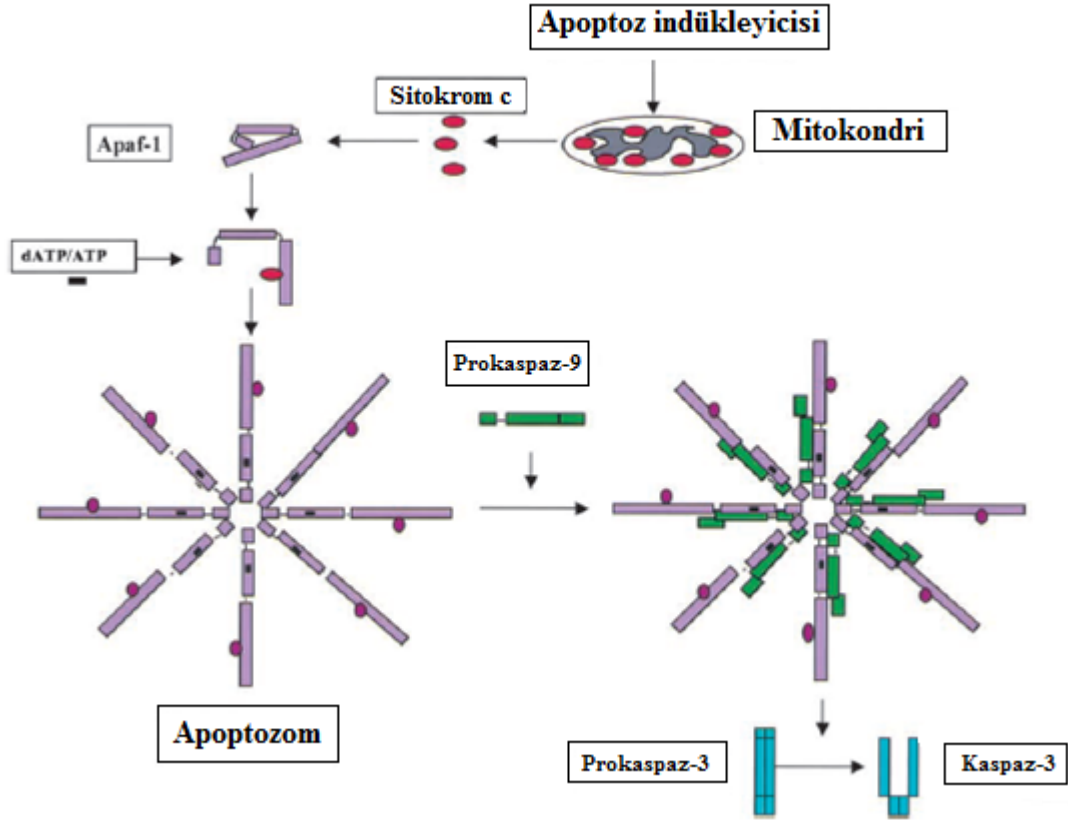 Apoptoz indükleyicisi
Sitokrom c
Mitokondri
Apaf-1
dATP/ATP
Prokaspaz-9
Apoptozom
Prokaspaz-3
Kaspaz-3